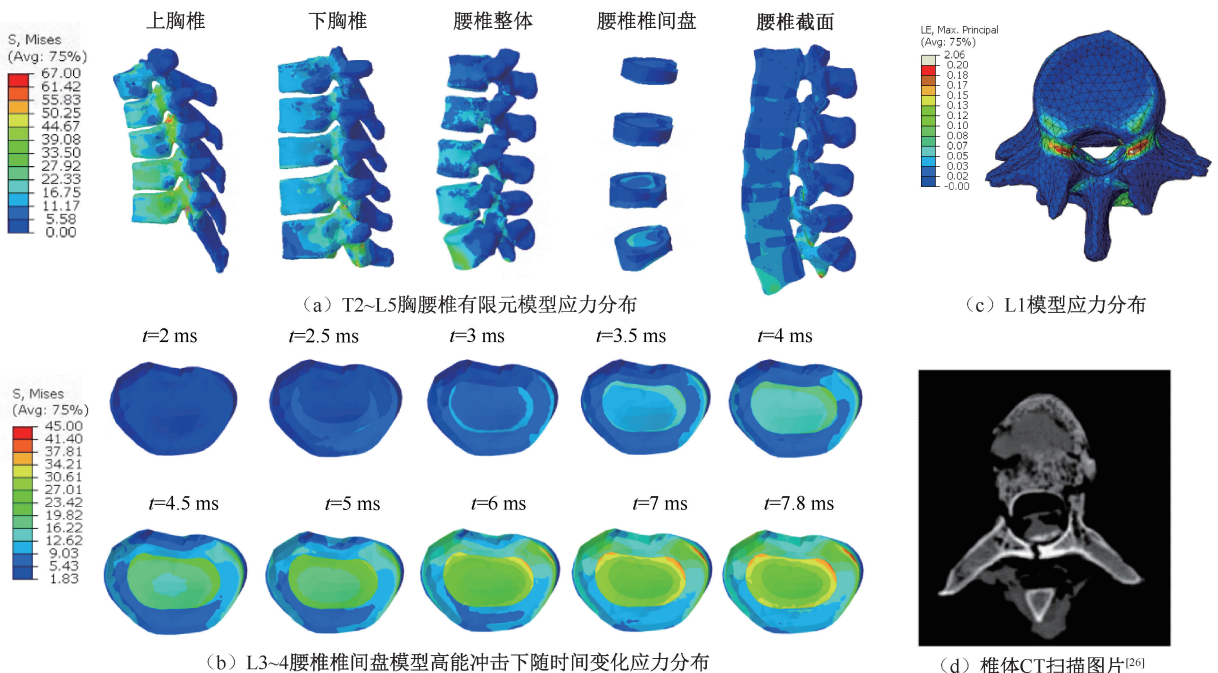 上胸椎
下胸椎
腰椎整体
腰椎椎间盘
腰椎截面
S, Mises
(Avg: 75%)
67.00
61.42
55.83
50.25
44.67
39.08
33.50
27.92
22.33
16.75
11.17
5.58
0.00
LE, Max. Principal
(Avg: 75%)
2.06
0.20
0.18
0.17
0.15
0.13
0.12
0.10
0.08
0.07
0.05
0.03
0.02
-0.00
(a) T2~L5胸腰椎有限元模型应力分布
(c) L1模型应力分布
t=2 ms
t=2.5 ms
t=3 ms
t=3.5 ms
t=4 ms
S, Mises
(Avg: 75%)
45.00
41.40
37.81
34.21
30.61
27.01
23.42
19.82
16.22
12.62
9.03
5.43
1.83
t=4.5 ms
t=5 ms
t=6 ms
t=7 ms
t=7.8 ms
(b) L3~4腰椎椎间盘模型高能冲击下随时间变化应力分布
(d) 椎体CT扫描图片[26]